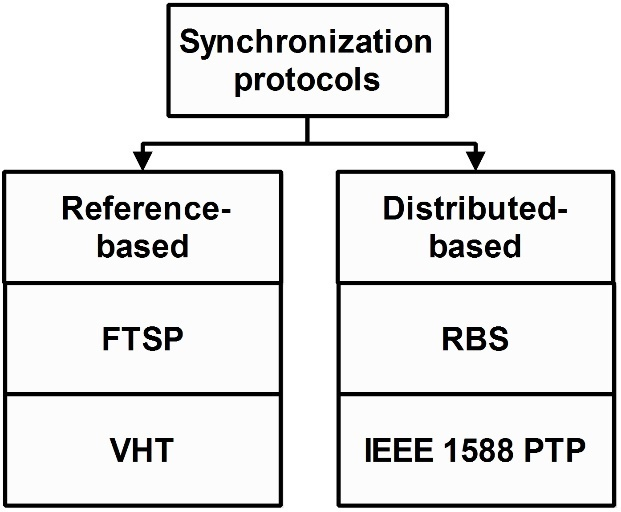 Synchronization
protocols
Reference-
based
Distributed-
based
FTSP
RBS
VHT
IEEE 1588 PTP